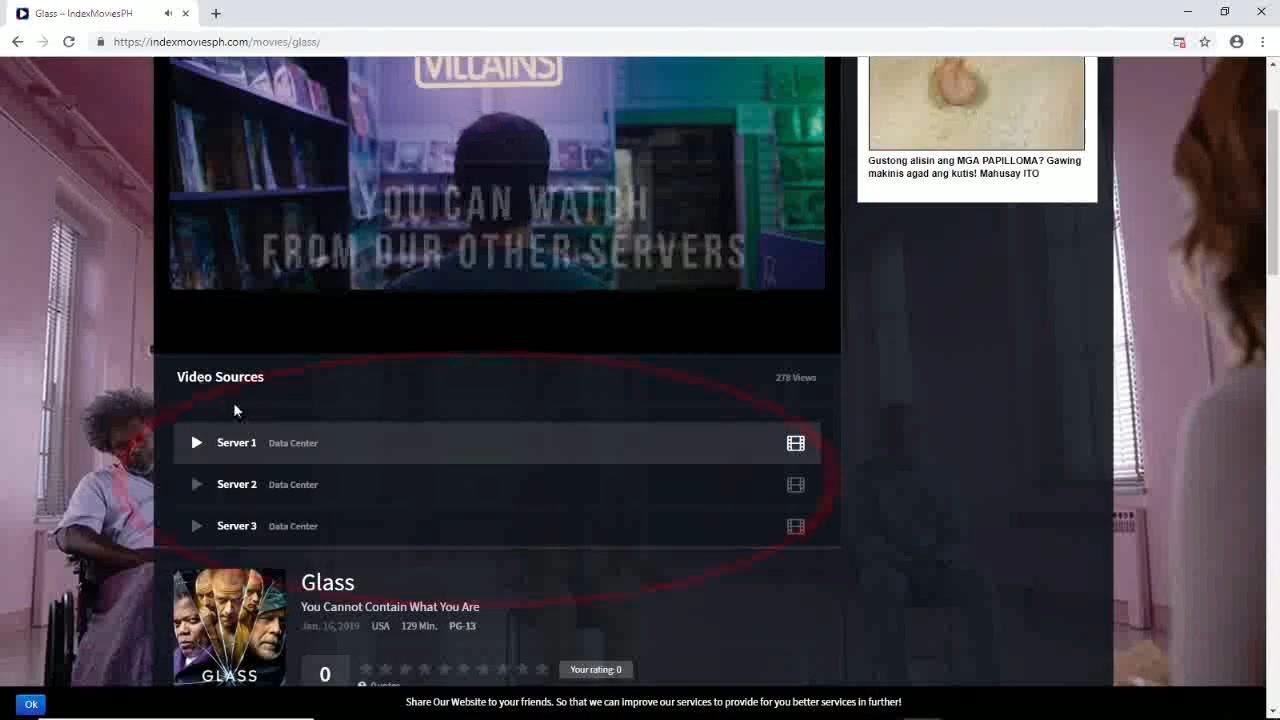 Glass – IndexMoviesPH
https://indexmoviesph.com/movies/glass/
VILLAINS
YOU CAN WATCH
FROM OUR OTHER SERVERS
Gustong alisin ang MGA PAPILLOMA? Gawing
makinis agad ang kutis! Mahusay ITO
Video Sources
278 Views
Server 1 Data Center
Server 2 Data Center
Server 3 Data Center
GLASS
Glass
You Cannot Contain What You Are
Jan. 16, 2019 USA 129 Min. PG-13
0
Your rating: 0
0 votes
Ok
Share Our Website to your friends. So that we can improve our services to provide for you better services in further!